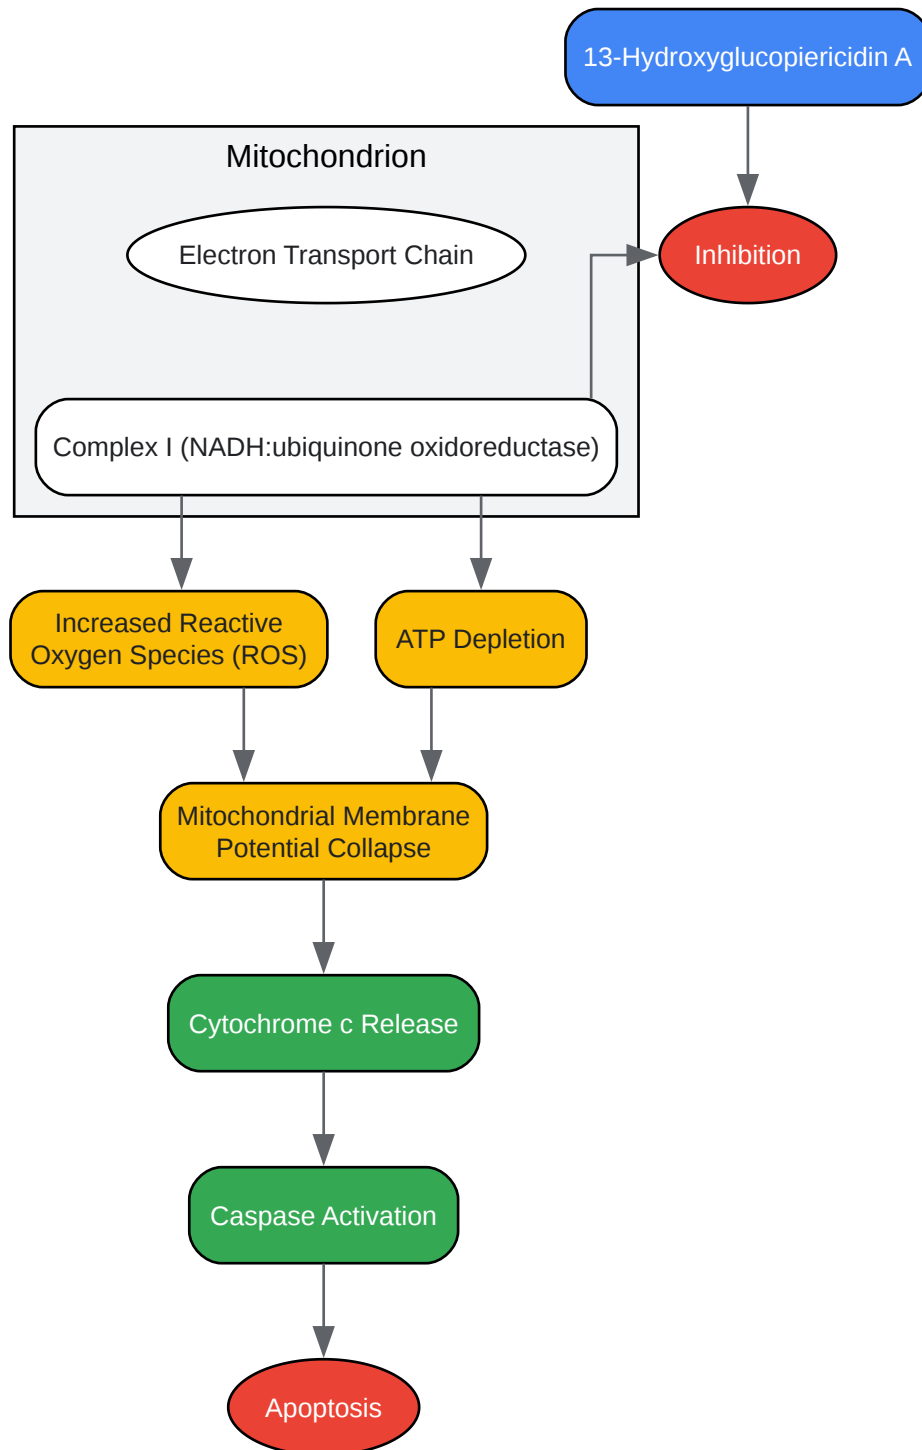 13-Hydroxyglucopiericidin A
Mitochondrion
Electron Transport Chain
Inhibition
Complex I (NADH:ubiquinone oxidoreductase)
Increased Reactive
Oxygen Species (ROS)
ATP Depletion
Mitochondrial Membrane
Potential Collapse
Cytochrome c Release
Caspase Activation
Apoptosis